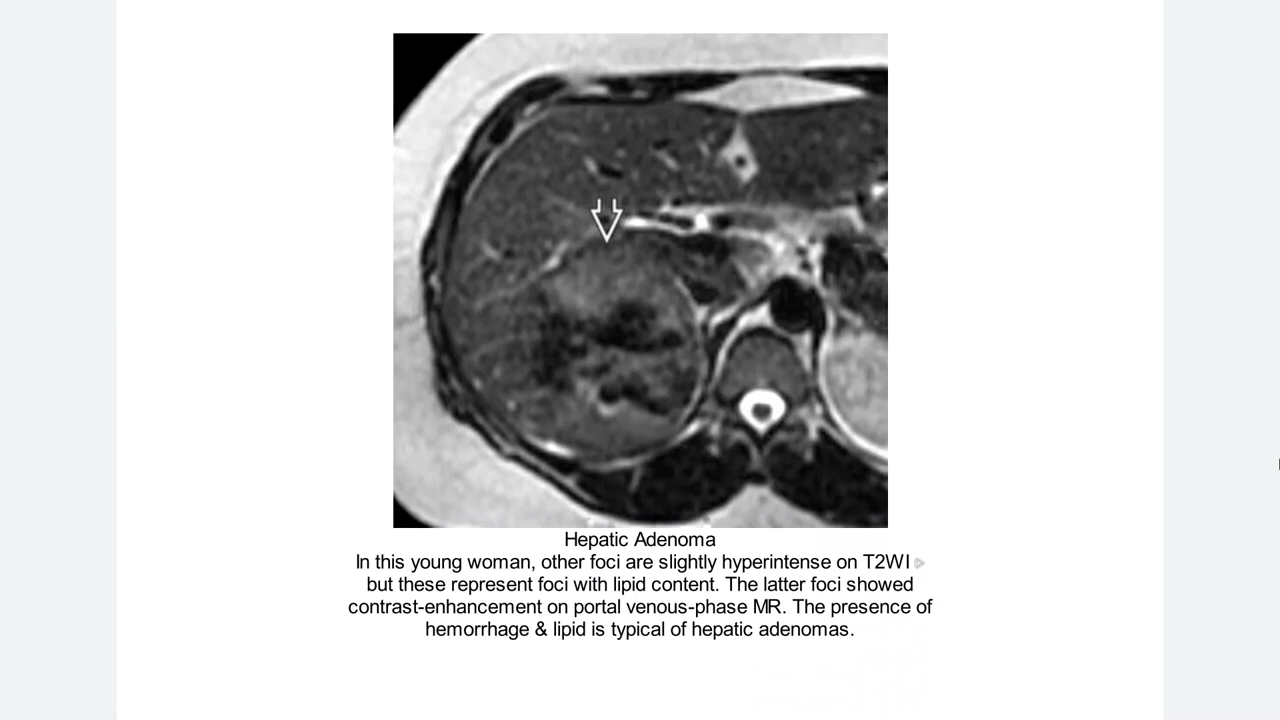 Hepatic Adenoma
In this young woman, other foci are slightly hyperintense on T2WI
but these represent foci with lipid content. The latter foci showed
contrast-enhancement on portal venous-phase MR. The presence of
hemorrhage & lipid is typical of hepatic adenomas.